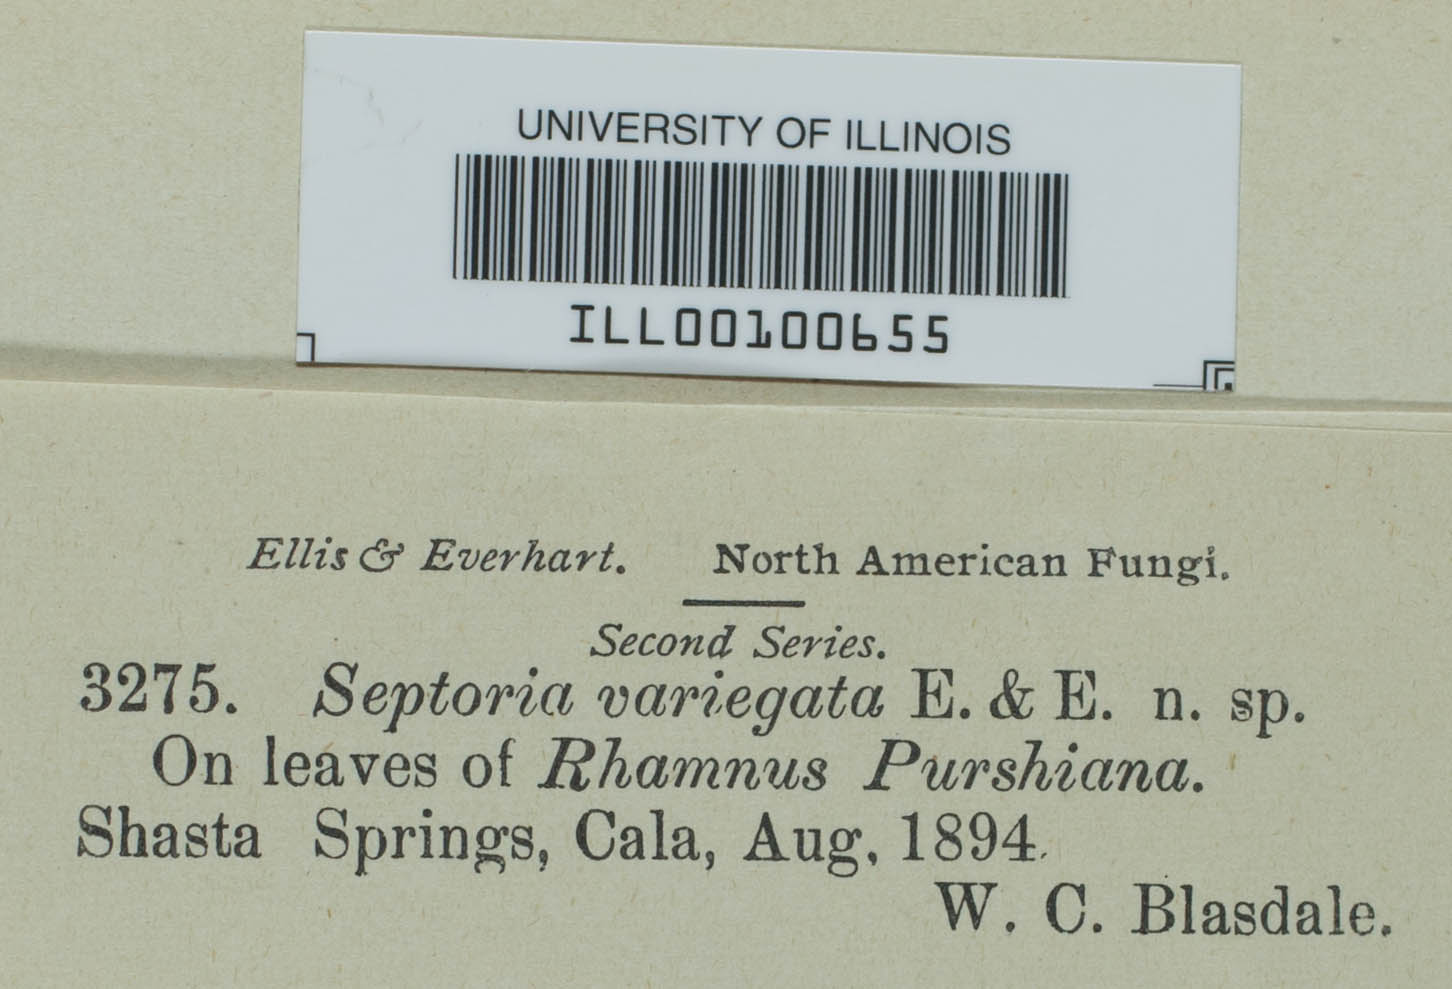 UNIVERSITY OF ILLINOIS
ILL00100655
Ellis & Everhart. North American Fungi.
Second Series.
3275. Septoria variegata E. & E. n. sp.
On leaves of Rhamnus Purshiana.
Shasta Springs, Cala, Aug, 1894.
W. C. Blasdale.